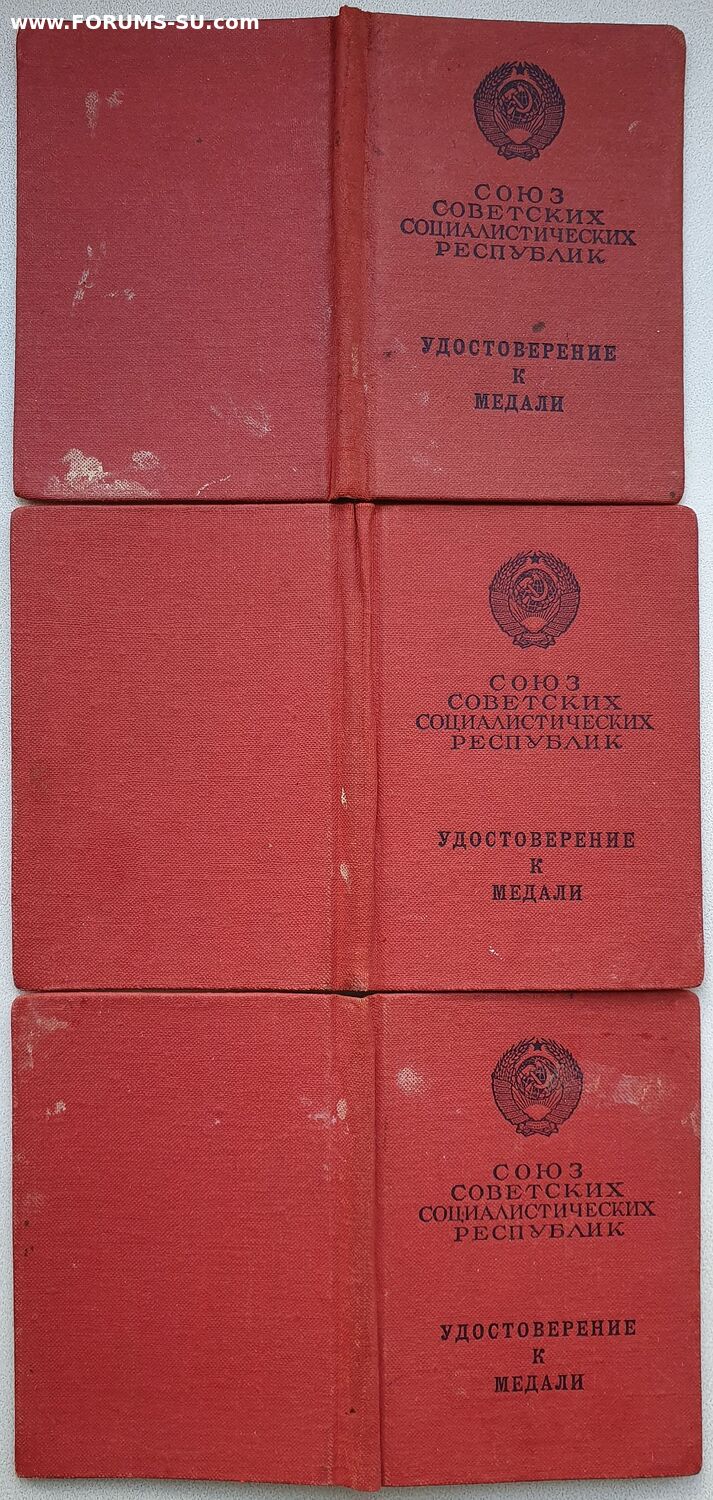 www.FORUMS-SU.com
СОЮЗ
СОВЕТСКИХ
СОЦИАЛИСТИЧЕСКИХ
РЕСПУБЛИК
УДОСТОВЕРЕНИЕ
К
МЕДАЛИ
СОЮЗ
СОВЕТСКИХ
СОЦИАЛИСТИЧЕСКИХ
РЕСПУБЛИК
УДОСТОВЕРЕНИЕ
К
МЕДАЛИ
СОЮЗ
СОВЕТСКИХ
СОЦИАЛИСТИЧЕСКИХ
РЕСПУБЛИК
УДОСТОВЕРЕНИЕ
К
МЕДАЛИ